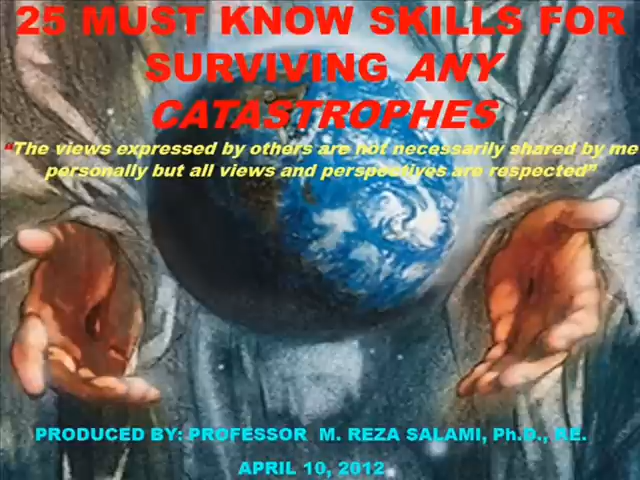 25 MUST KNOW SKILLS FOR
SURVIVING ANY
CATASTROPHES
“The views expressed by others are not necessarily shared by me
personally but all views and perspectives are respected”
PRODUCED BY: PROFESSOR M. REZA SALAMI, Ph.D., RE.
APRIL 10, 2012